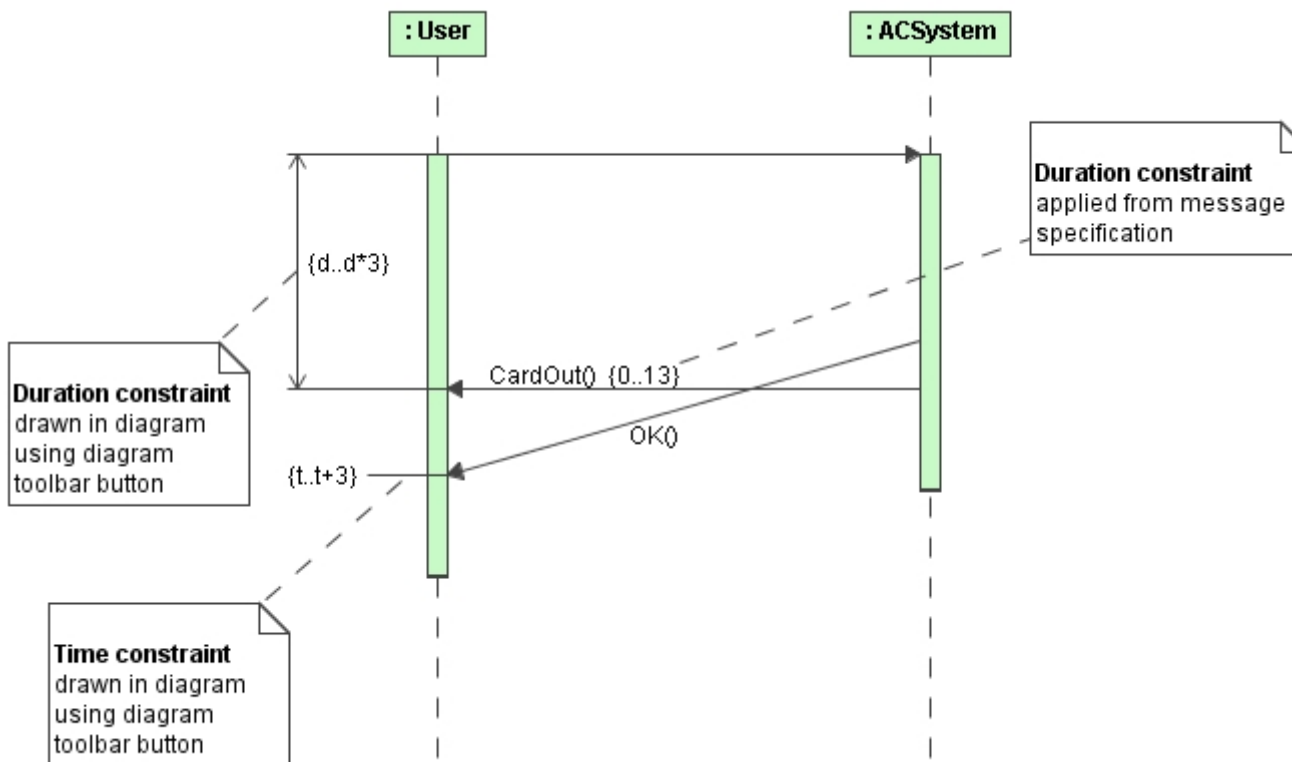 : User
: ACSystem
Duration constraint
applied from message
specification
{d..d*3}
Duration constraint
drawn in diagram
using diagram
toolbar button
CardOut() {0..13}
OK()
{t..t+3}
Time constraint
drawn in diagram
using diagram
toolbar button